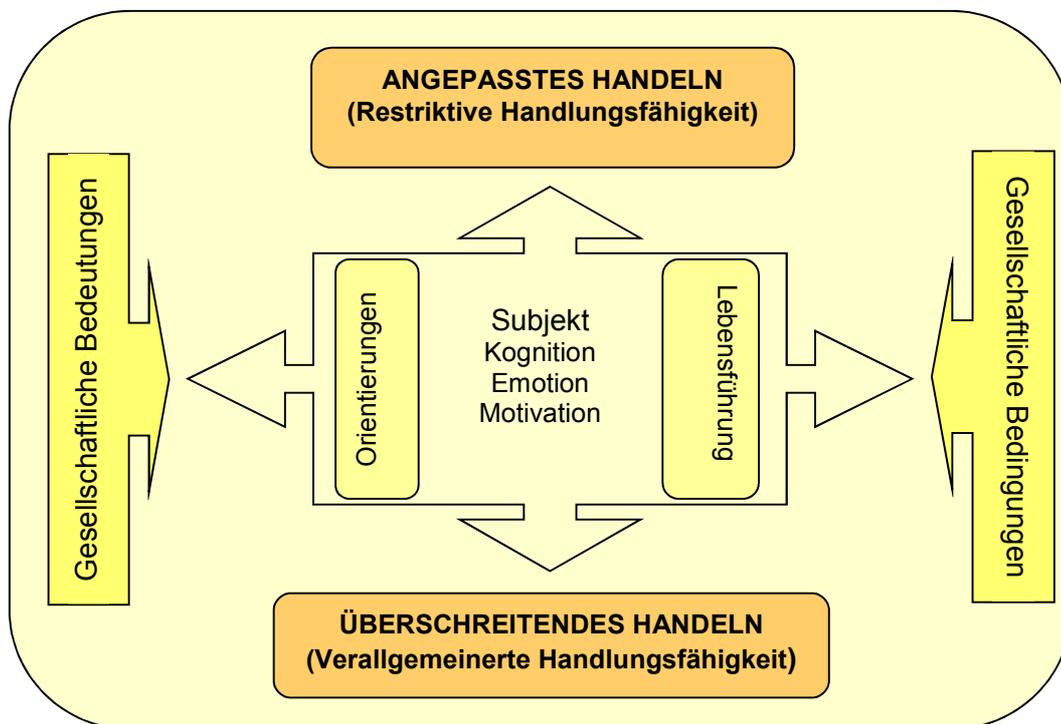 ANGEPASSTES HANDELN
(Restriktive Handlungsfähigkeit)
Gesellschaftliche Bedeutungen
Orientierungen
Subjekt
Kognition
Emotion
Motivation
Lebensführung
Gesellschaftliche Bedingungen
ÜBERSCHREITENDES HANDELN
(Verallgemeinerte Handlungsfähigkeit)